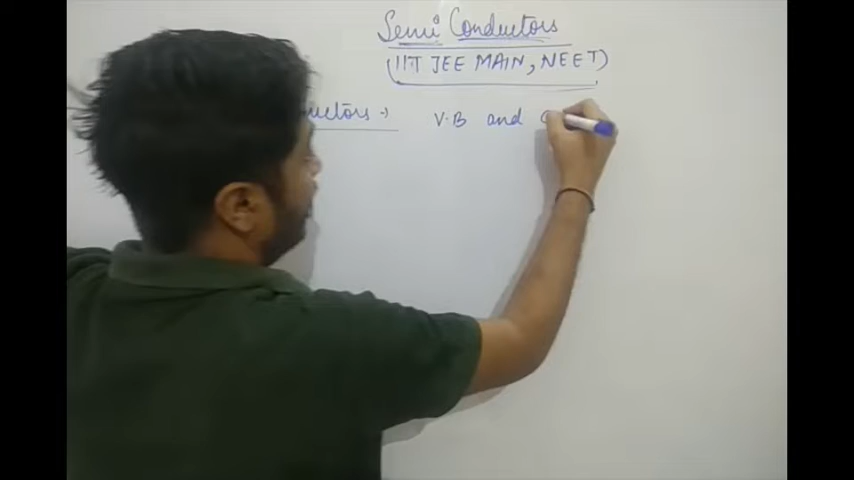 Semi Conductors
(IIT JEE MAIN, NEET)
uctors :- V.B and C